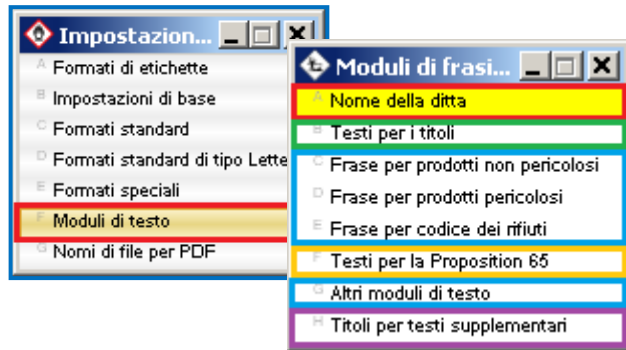 Impostazion...
A Formati di etichette
B Impostazioni di base
C Formati standard
D Formati standard di tipo Lette
E Formati speciali
F Moduli di testo
G Nomi di file per PDF
Moduli di frasi...
A Nome della ditta
B Testi per i titoli
C Frase per prodotti non pericolosi
D Frase per prodotti pericolosi
E Frase per codice dei rifiuti
F Testi per la Proposition 65
G Altri moduli di testo
H Titoli per testi supplementari